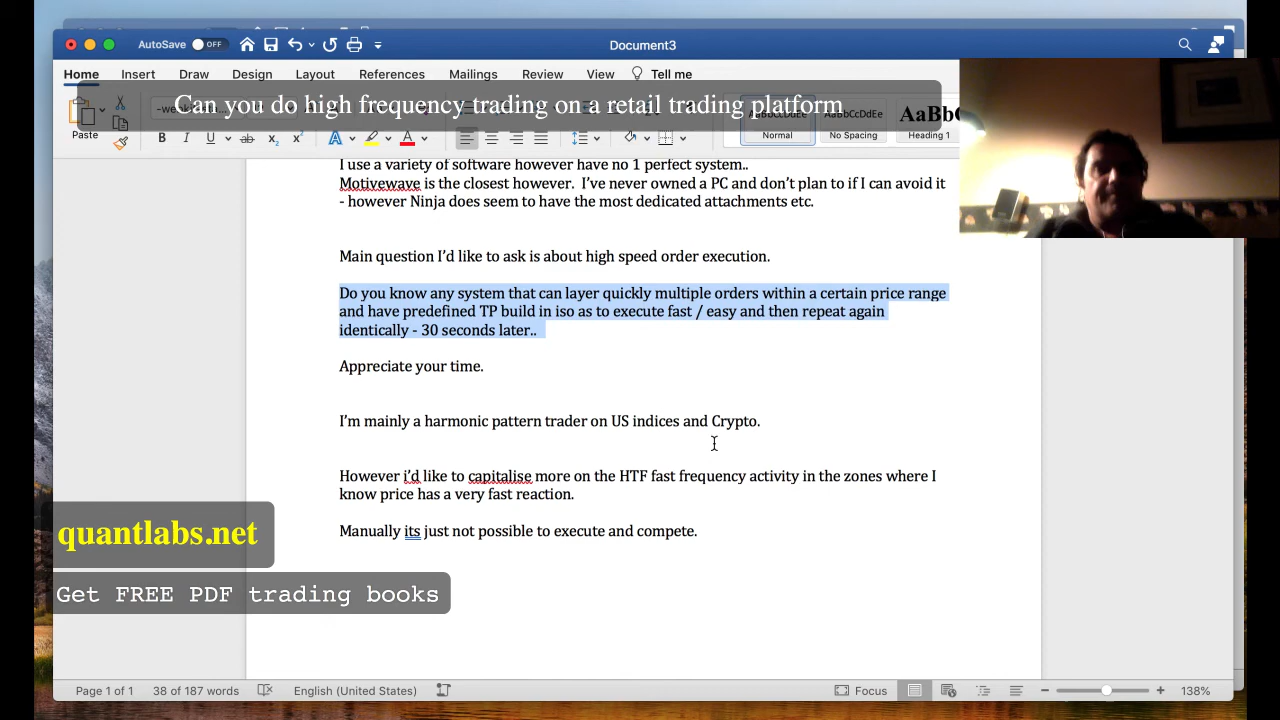 AutoSave OFF
Document3
Home Insert Draw Design Layout References Mailings Review View Tell me
Can you do high frequency trading on a retail trading platform
Paste
B I U ab x₂ x² A A
AaBbCcDdEe AaBbCcDdEe AaBbC
Normal No Spacing Heading 1
I use a variety of software however have no 1 perfect system..
Motivewave is the closest however. I've never owned a PC and don't plan to if I can avoid it
- however Ninja does seem to have the most dedicated attachments etc.
Main question I'd like to ask is about high speed order execution.
Do you know any system that can layer quickly multiple orders within a certain price range
and have predefined TP build in iso as to execute fast / easy and then repeat again
identically - 30 seconds later..
Appreciate your time.
I'm mainly a harmonic pattern trader on US indices and Crypto.
However i'd like to capitalise more on the HTF fast frequency activity in the zones where I
know price has a very fast reaction.
Manually its just not possible to execute and compete.
quantlabs.net
Get FREE PDF trading books
Page 1 of 1 38 of 187 words English (United States) Focus 138%